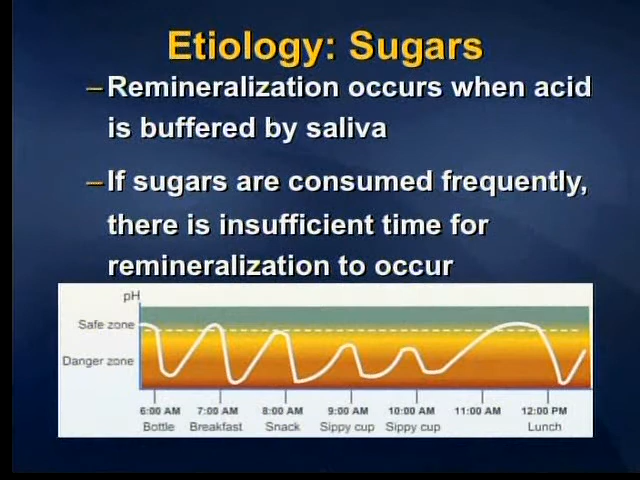 Etiology: Sugars
–Remineralization occurs when acid
is buffered by saliva
–If sugars are consumed frequently,
there is insufficient time for
remineralization to occur
pH
Safe zone
Danger zone
6:00 AM 7:00 AM 8:00 AM 9:00 AM 10:00 AM 11:00 AM 12:00 PM
Bottle Breakfast Snack Sippy cup Sippy cup Lunch